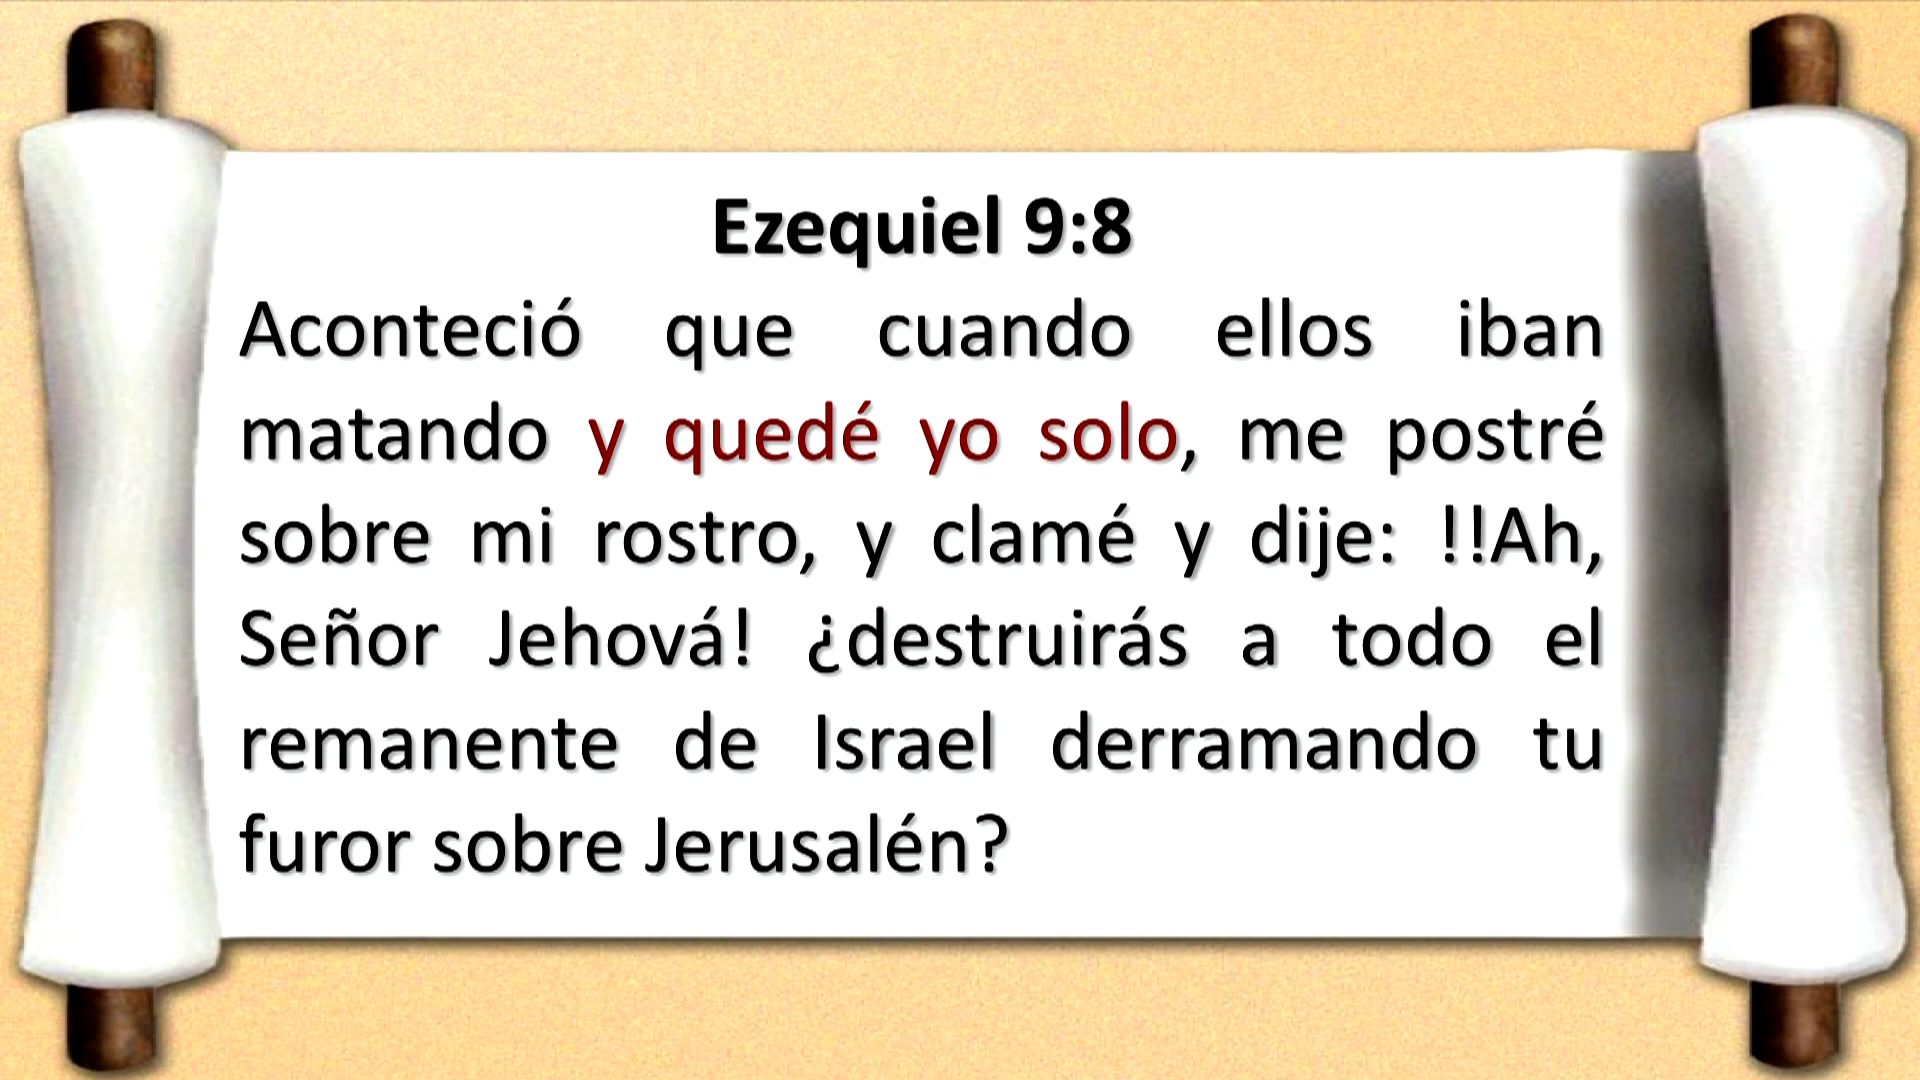 Ezequiel 9:8
Aconteció que cuando ellos iban
matando y quedé yo solo, me postré
sobre mi rostro, y clamé y dije: !!Ah,
Señor Jehová! ¿destruirás a todo el
remanente de Israel derramando tu
furor sobre Jerusalén?